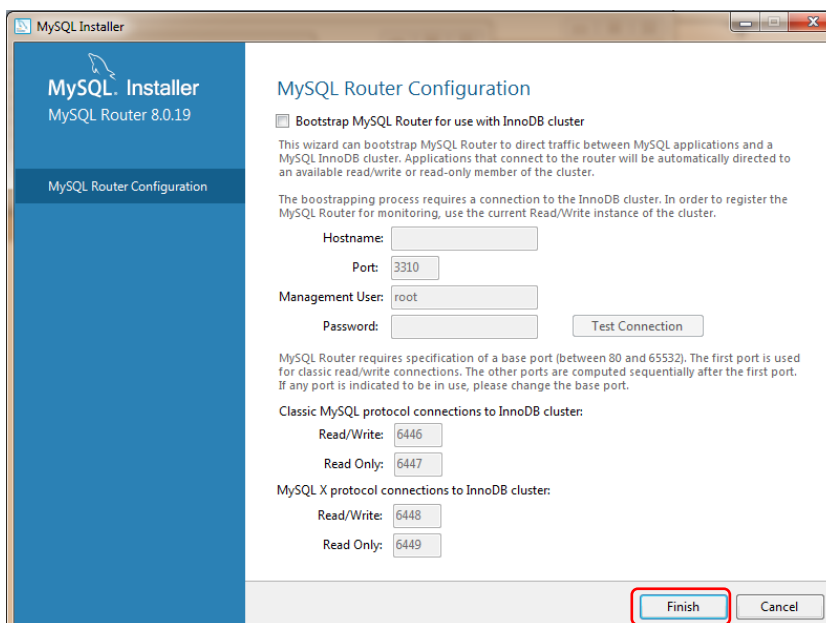 MySQL Installer
MySQL. Installer
MySQL Router 8.0.19
MySQL Router Configuration
MySQL Router Configuration
Bootstrap MySQL Router for use with InnoDB cluster
This wizard can bootstrap MySQL Router to direct traffic between MySQL applications and a
MySQL InnoDB cluster. Applications that connect to the router will be automatically directed to
an available read/write or read-only member of the cluster.
The boostrapping process requires a connection to the InnoDB cluster. In order to register the
MySQL Router for monitoring, use the current Read/Write instance of the cluster.
Hostname:
Port: 3310
Management User: root
Password: Test Connection
MySQL Router requires specification of a base port (between 80 and 65532). The first port is used
for classic read/write connections. The other ports are computed sequentially after the first port.
If any port is indicated to be in use, please change the base port.
Classic MySQL protocol connections to InnoDB cluster:
Read/Write: 6446
Read Only: 6447
MySQL X protocol connections to InnoDB cluster:
Read/Write: 6448
Read Only: 6449
Finish Cancel